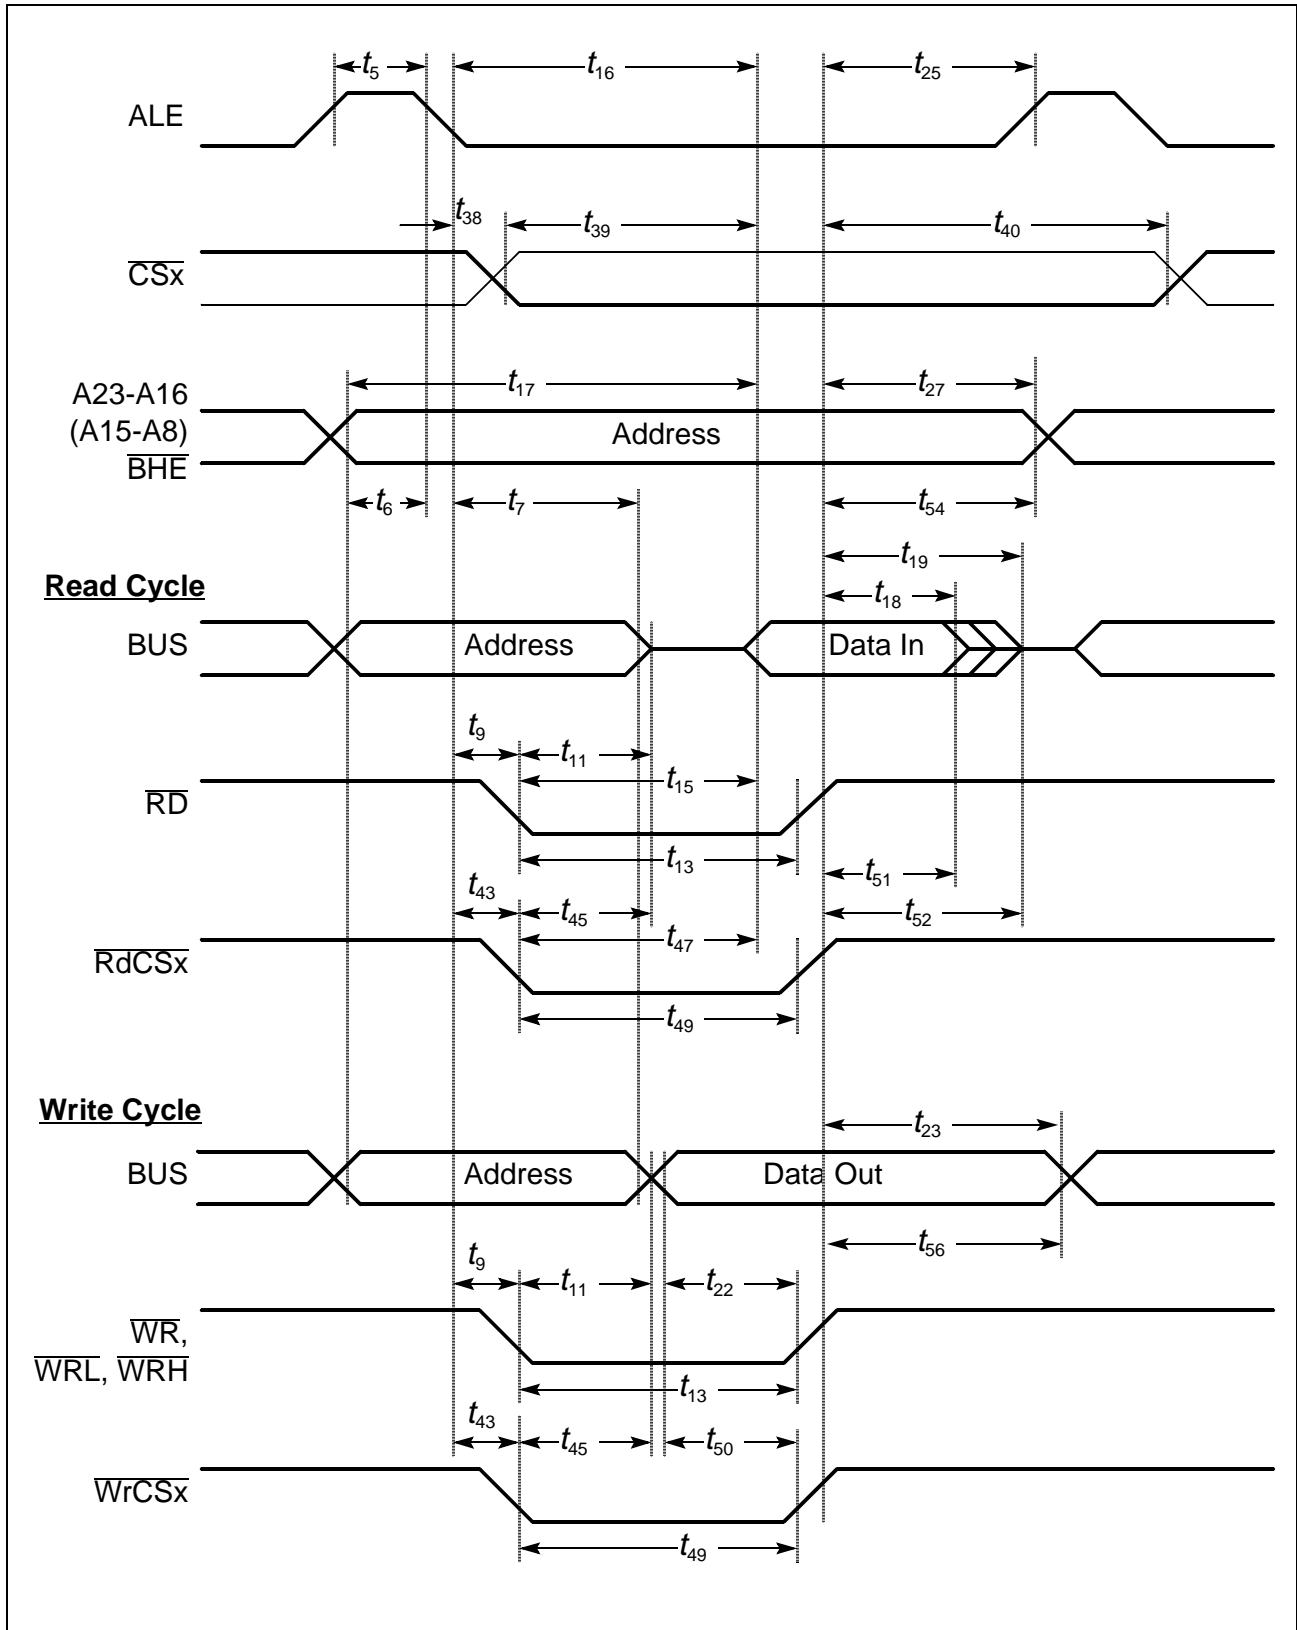 t5 t16 t25
ALE
t38 t39 t40
CSx
t17 t27
A23-A16
(A15-A8) Address
BHE
t6 t7 t54
t19
Read Cycle
t18
BUS Address Data In
t9 t11
t15
RD
t13 t51
t43 t45 t52
t47
RdCSx
t49
Write Cycle
t23
BUS Address Data Out
t56
t9 t11 t22
WR,
WRL, WRH
t13
t43 t45 t50
WrCSx
t49